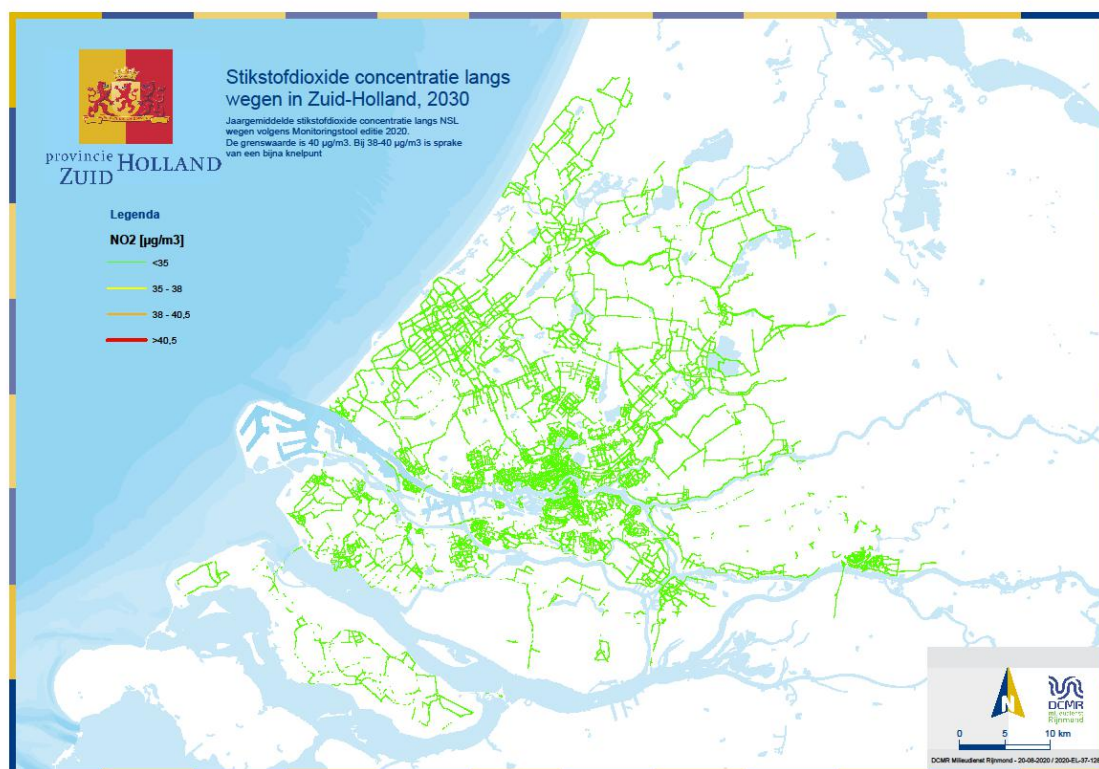 provincie HOLLAND
ZUID
Stikstofdioxide concentratie langs
wegen in Zuid-Holland, 2030
Jaargemiddelde stikstofdioxide concentratie langs NSL
wegen volgens Monitoringstool editie 2020.
De grenswaarde is 40 µg/m3. Bij 38-40 µg/m3 is sprake
van een bijna knelpunt
Legenda
NO2 [µg/m3]
<35
35 - 38
38 - 40,5
>40,5
N
DCMR
milieudienst
Rijnmond
0 5 10 km
DCMR Milieudienst Rijnmond - 20-08-2020 / 2020-EL-37-128